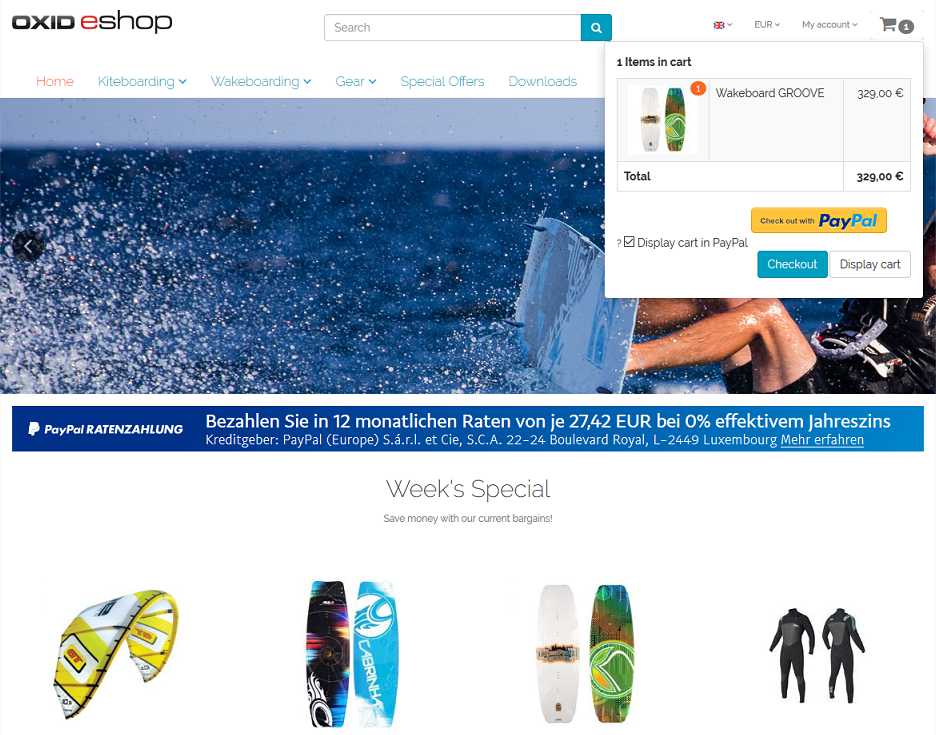 OXID eshop
Search
EUR
My account
1
1 Items in cart
Home
Kiteboarding
Wakeboarding
Gear
Special Offers
Downloads
1
Wakeboard GROOVE
329,00 €
Total
329,00 €
Check out with PayPal
? Display cart in PayPal
Checkout
Display cart
PayPal RATENZAHLUNG
Bezahlen Sie in 12 monatlichen Raten von je 27,42 EUR bei 0% effektivem Jahreszins
Kreditgeber: PayPal (Europe) S.á.r.l. et Cie, S.C.A. 22-24 Boulevard Royal, L-2449 Luxembourg Mehr erfahren
Week's Special
Save money with our current bargains!
GT
CABRINHA